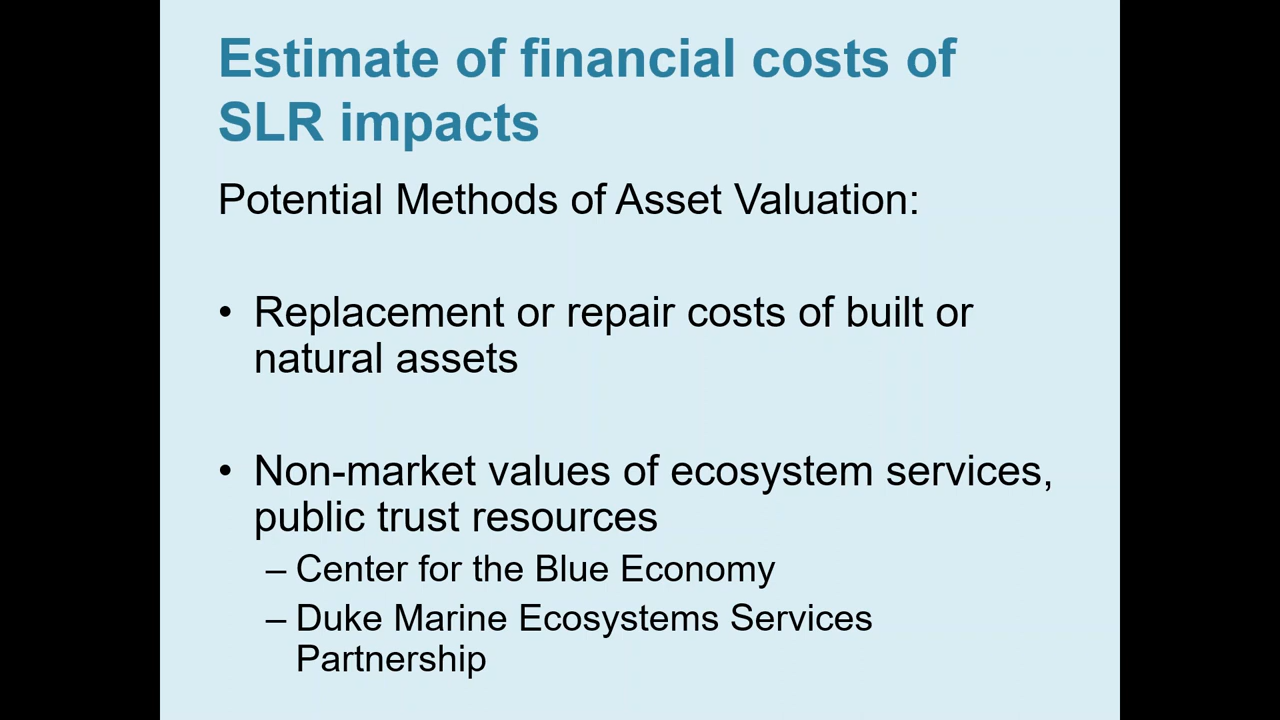 Estimate of financial costs of
SLR impacts
Potential Methods of Asset Valuation:
• Replacement or repair costs of built or
natural assets
• Non-market values of ecosystem services,
public trust resources
– Center for the Blue Economy
– Duke Marine Ecosystems Services
Partnership